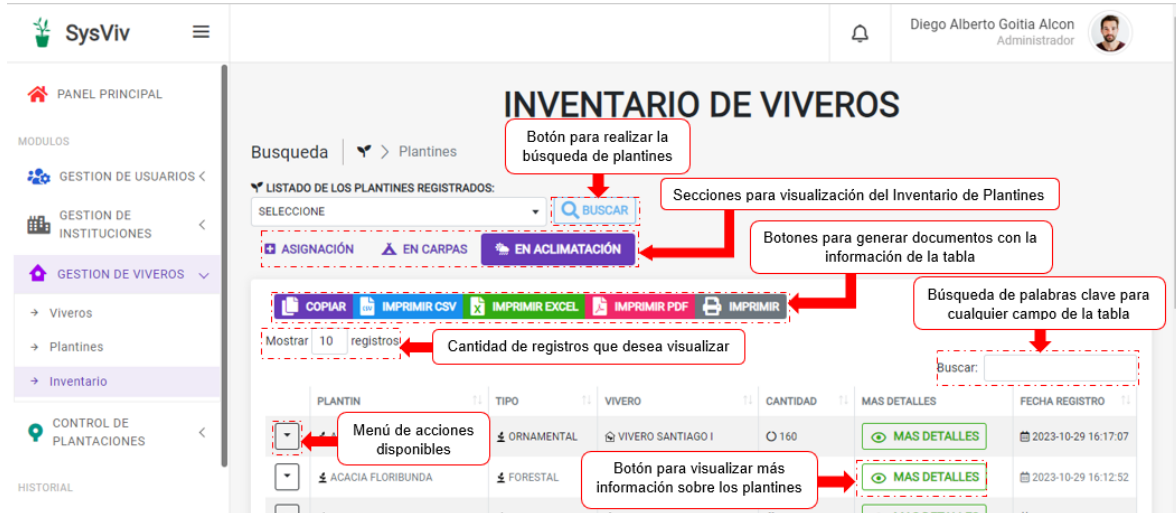 SysViv
Diego Alberto Goitia Alcon
Administrador
PANEL PRINCIPAL
MODULOS
GESTION DE USUARIOS
GESTION DE
INSTITUCIONES
GESTION DE VIVEROS
Viveros
Plantines
Inventario
CONTROL DE
PLANTACIONES
HISTORIAL
INVENTARIO DE VIVEROS
Busqueda
Plantines
Botón para realizar la
búsqueda de plantines
LISTADO DE LOS PLANTINES REGISTRADOS:
SELECCIONE
BUSCAR
Secciones para visualización del Inventario de Plantines
ASIGNACIÓN
EN CARPAS
EN ACLIMATACIÓN
Botones para generar documentos con la
información de la tabla
COPIAR
IMPRIMIR CSV
IMPRIMIR EXCEL
IMPRIMIR PDF
IMPRIMIR
Búsqueda de palabras clave para
cualquier campo de la tabla
Mostrar 10 registros
Cantidad de registros que desea visualizar
Buscar:
PLANTIN TIPO VIVERO CANTIDAD MAS DETALLES FECHA REGISTRO
Menú de acciones
disponibles
ORNAMENTAL VIVERO SANTIAGO I 160 MAS DETALLES 2023-10-29 16:17:07
Botón para visualizar más
información sobre los plantines
ACACIA FLORIBUNDA FORESTAL MAS DETALLES 2023-10-29 16:12:52